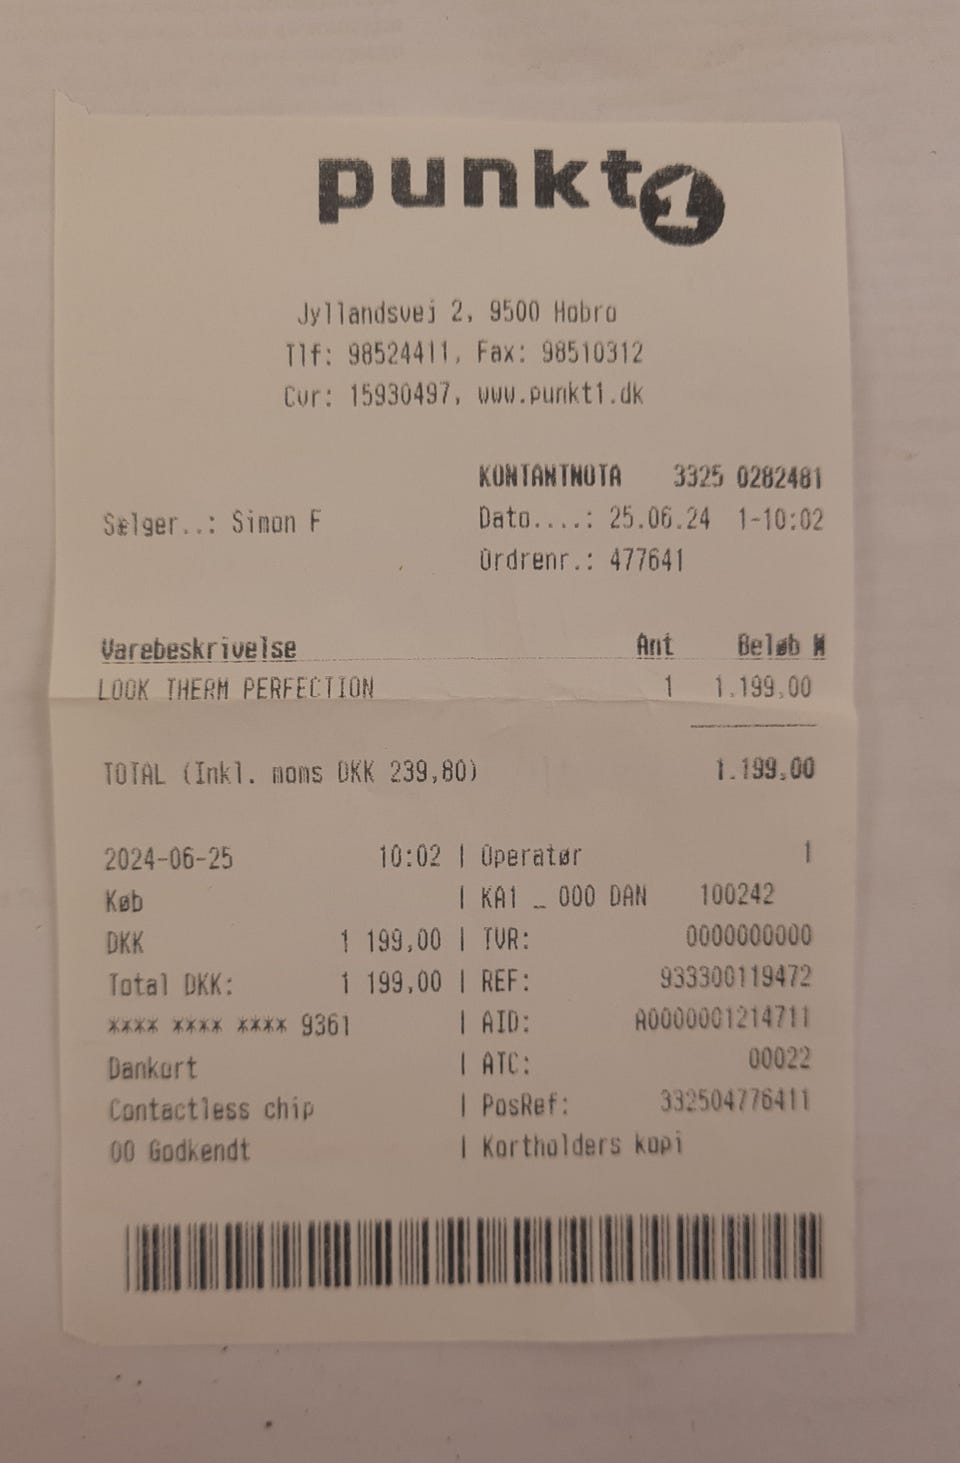 punkt1
Jyllandsvej 2, 9500 Hobro
Tlf: 98524411, Fax: 98510312
Cvr: 15930497, www.punkt1.dk
KONTANTNOTA 3325 0282481
Sælger..: Simon F Dato....: 25.06.24 1-10:02
Ordrenr.: 477641
Varebeskrivelse Ant Beløb M
LOOK THERM PERFECTION 1 1.199,00
TOTAL (Inkl. moms DKK 239,80) 1.199,00
2024-06-25 10:02 | Operatør 1
Køb | KA1 _ 000 DAN 100242
DKK 1 199,00 | TVR: 0000000000
Total DKK: 1 199,00 | REF: 933300119472
**** **** **** 9361 | AID: A0000001214711
Dankort | ATC: 00022
Contactless chip | PosRef: 332504776411
00 Godkendt | Kortholders kopi